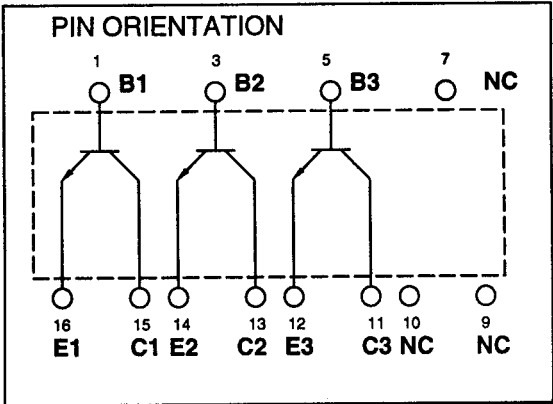 PIN ORIENTATION
1 3 5 7
B1 B2 B3 NC
16 15 14 13 12 11 10 9
E1 C1 E2 C2 E3 C3 NC NC